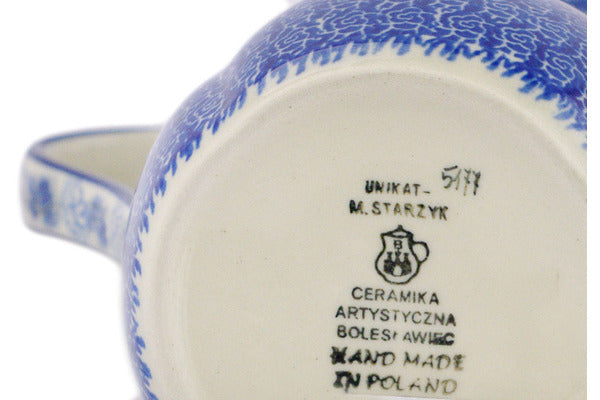 UNIKAT- 5177
M. STARZYK
B
CERAMIKA
ARTYSTYCZNA
BOLESŁAWIEC
HAND MADE
IN POLAND